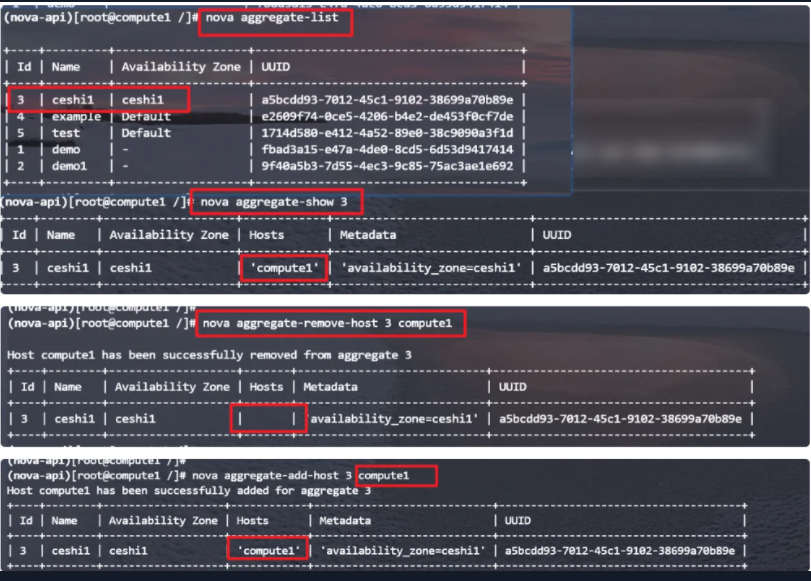 (nova-api)[root@compute1 /]# nova aggregate-list
+----+---------+-------------------+--------------------------------------+
| Id | Name | Availability Zone | UUID |
+----+---------+-------------------+--------------------------------------+
| 3 | ceshi1 | ceshi1 | a5bcdd93-7012-45c1-9102-38699a70b89e |
| 4 | example | Default | e2609f74-0ce5-4206-b4e2-de453f0cf7de |
| 5 | test | Default | 1714d580-e412-4a52-89e0-38c9090a3f1d |
| 1 | demo | - | fbad3a15-e47a-4de0-8cd5-6d53d9417414 |
| 2 | demo1 | - | 9f40a5b3-7d55-4ec3-9c85-75ac3ae1e692 |
+----+---------+-------------------+--------------------------------------+
(nova-api)[root@compute1 /]# nova aggregate-show 3
+----+--------+-------------------+------------+----------------------------+--------------------------------------+
| Id | Name | Availability Zone | Hosts | Metadata | UUID |
+----+--------+-------------------+------------+----------------------------+--------------------------------------+
| 3 | ceshi1 | ceshi1 | 'compute1' | 'availability_zone=ceshi1' | a5bcdd93-7012-45c1-9102-38699a70b89e |
+----+--------+-------------------+------------+----------------------------+--------------------------------------+
(nova-api)[root@compute1 /]#
(nova-api)[root@compute1 /]# nova aggregate-remove-host 3 compute1
Host compute1 has been successfully removed from aggregate 3
+----+--------+-------------------+-------+----------------------------+--------------------------------------+
| Id | Name | Availability Zone | Hosts | Metadata | UUID |
+----+--------+-------------------+-------+----------------------------+--------------------------------------+
| 3 | ceshi1 | ceshi1 | | 'availability_zone=ceshi1' | a5bcdd93-7012-45c1-9102-38699a70b89e |
+----+--------+-------------------+-------+----------------------------+--------------------------------------+
(nova-api)[root@compute1 /]#
(nova-api)[root@compute1 /]# nova aggregate-add-host 3 compute1
Host compute1 has been successfully added for aggregate 3
+----+--------+-------------------+------------+----------------------------+--------------------------------------+
| Id | Name | Availability Zone | Hosts | Metadata | UUID |
+----+--------+-------------------+------------+----------------------------+--------------------------------------+
| 3 | ceshi1 | ceshi1 | 'compute1' | 'availability_zone=ceshi1' | a5bcdd93-7012-45c1-9102-38699a70b89e |
+----+--------+-------------------+------------+----------------------------+--------------------------------------+